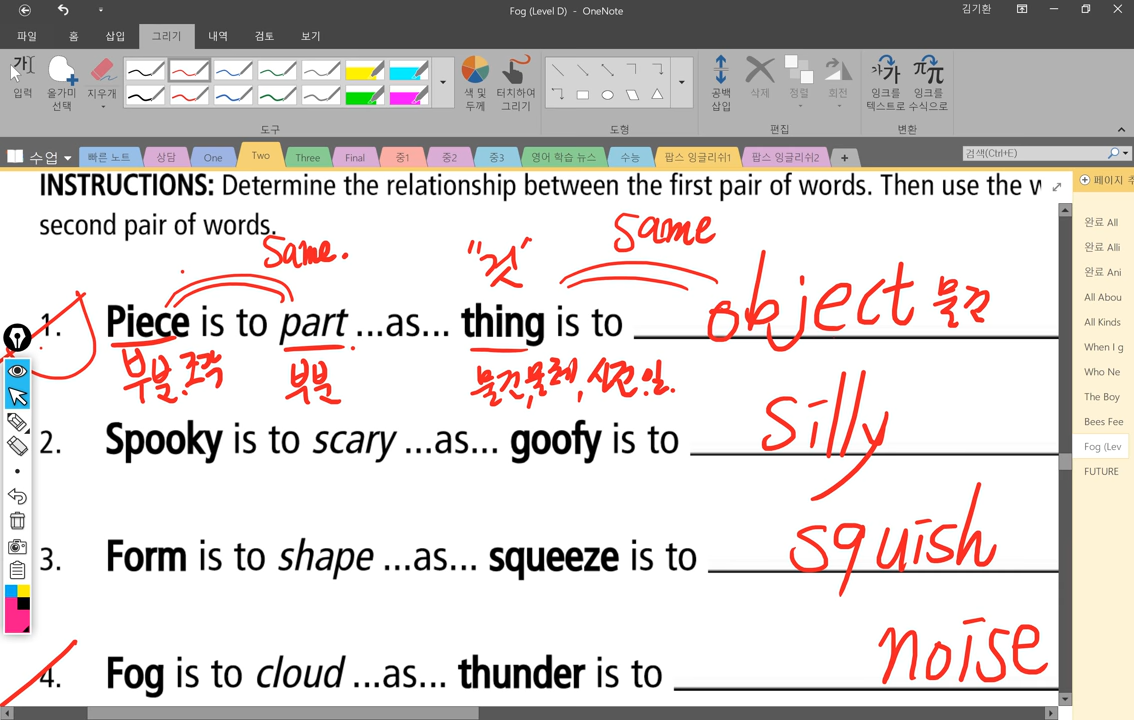 Fog (Level D) - OneNote
김기환
파일 홈 삽입 그리기 내역 검토 보기
입력
올가미 선택
지우개
색 및 두께
터치하여 그리기
공백 삽입
삭제
정렬
회전
잉크를 텍스트로
잉크를 수식으로
도구
도형
편집
변환
수업
빠른 노트 상담 One Two Three Final 중1 중2 중3 영어 학습 뉴스 수능 팝스 잉글리쉬1 팝스 잉글리쉬2
검색(Ctrl+E)
INSTRUCTIONS: Determine the relationship between the first pair of words. Then use the w
second pair of words.
same.
"것"
same
1. Piece is to part ...as... thing is to object 물건
부분, 조각
부분
물건, 물체, 사건, 일.
2. Spooky is to scary ...as... goofy is to silly
3. Form is to shape ...as... squeeze is to squish
4. Fog is to cloud ...as... thunder is to noise
페이지 추
완료 All
완료 Alli
완료 Ani
All Abou
All Kinds
When I g
Who Ne
The Boy
Bees Fee
Fog (Lev
FUTURE